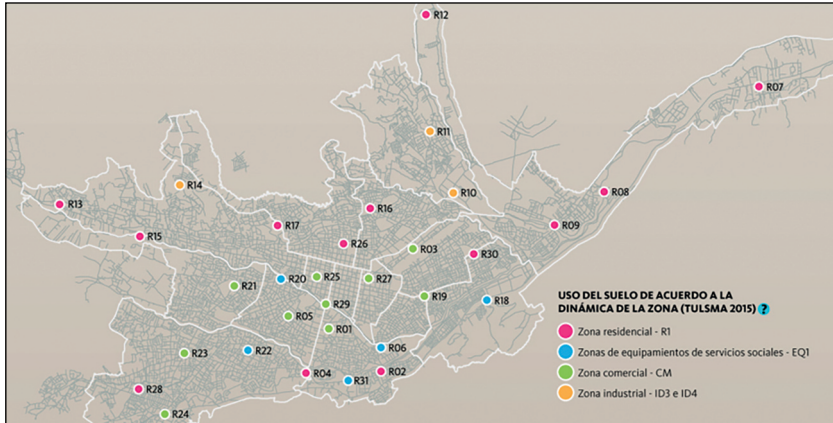 R12
R07
R11
R14
R10
R08
R13
R16
R17
R09
R15
R26
R03
R30
R20
R25
R27
R21
R19
R18
R29
R05
R01
R06
R23
R22
R04
R02
R31
R28
R24
USO DEL SUELO DE ACUERDO A LA
DINÁMICA DE LA ZONA (TULSMA 2015) ?
Zona residencial - R1
Zonas de equipamientos de servicios sociales - EQ1
Zona comercial - CM
Zona industrial - ID3 e ID4